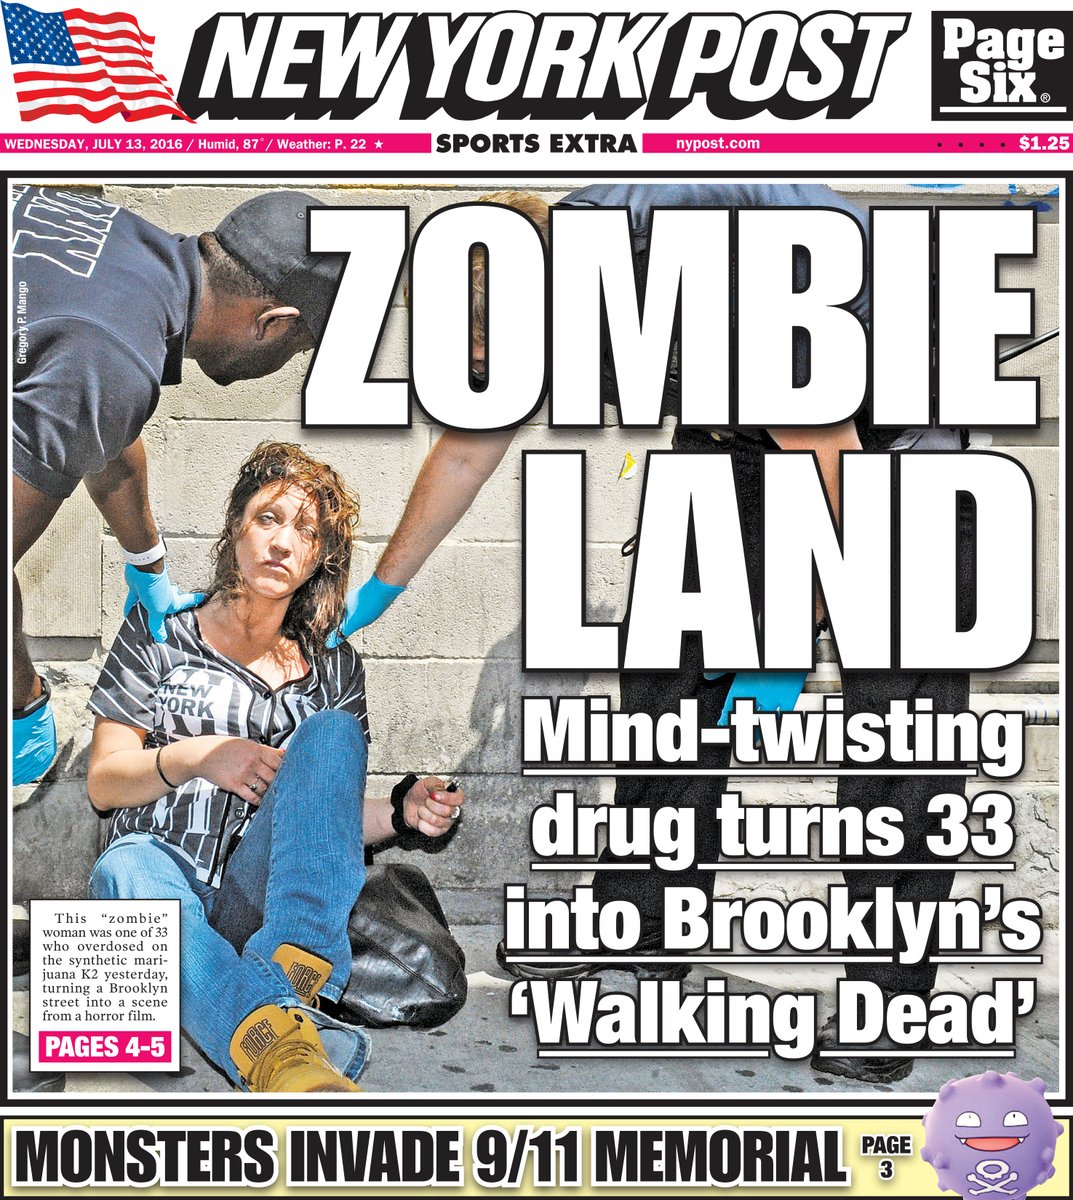 NEW YORK POST
Page
Six®
WEDNESDAY, JULY 13, 2016 / Humid, 87° / Weather: P. 22 ★
SPORTS EXTRA
nypost.com
$1.25
ZOMBIE
LAND
Mind-twisting
drug turns 33
into Brooklyn's
'Walking Dead'
Gregory P. Mango
NEW
YORK
This “zombie”
woman was one of 33
who overdosed on
the synthetic mari-
juana K2 yesterday,
turning a Brooklyn
street into a scene
from a horror film.
PAGES 4-5
FORCE
FORCE
MONSTERS INVADE 9/11 MEMORIAL
PAGE
3